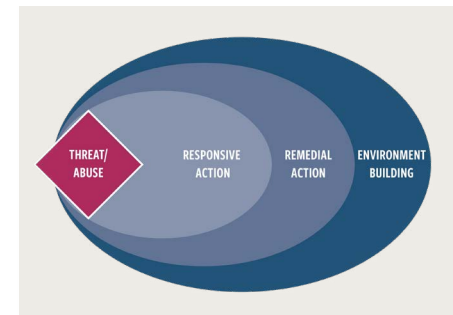 THREAT/
ABUSE
RESPONSIVE
ACTION
REMEDIAL
ACTION
ENVIRONMENT
BUILDING